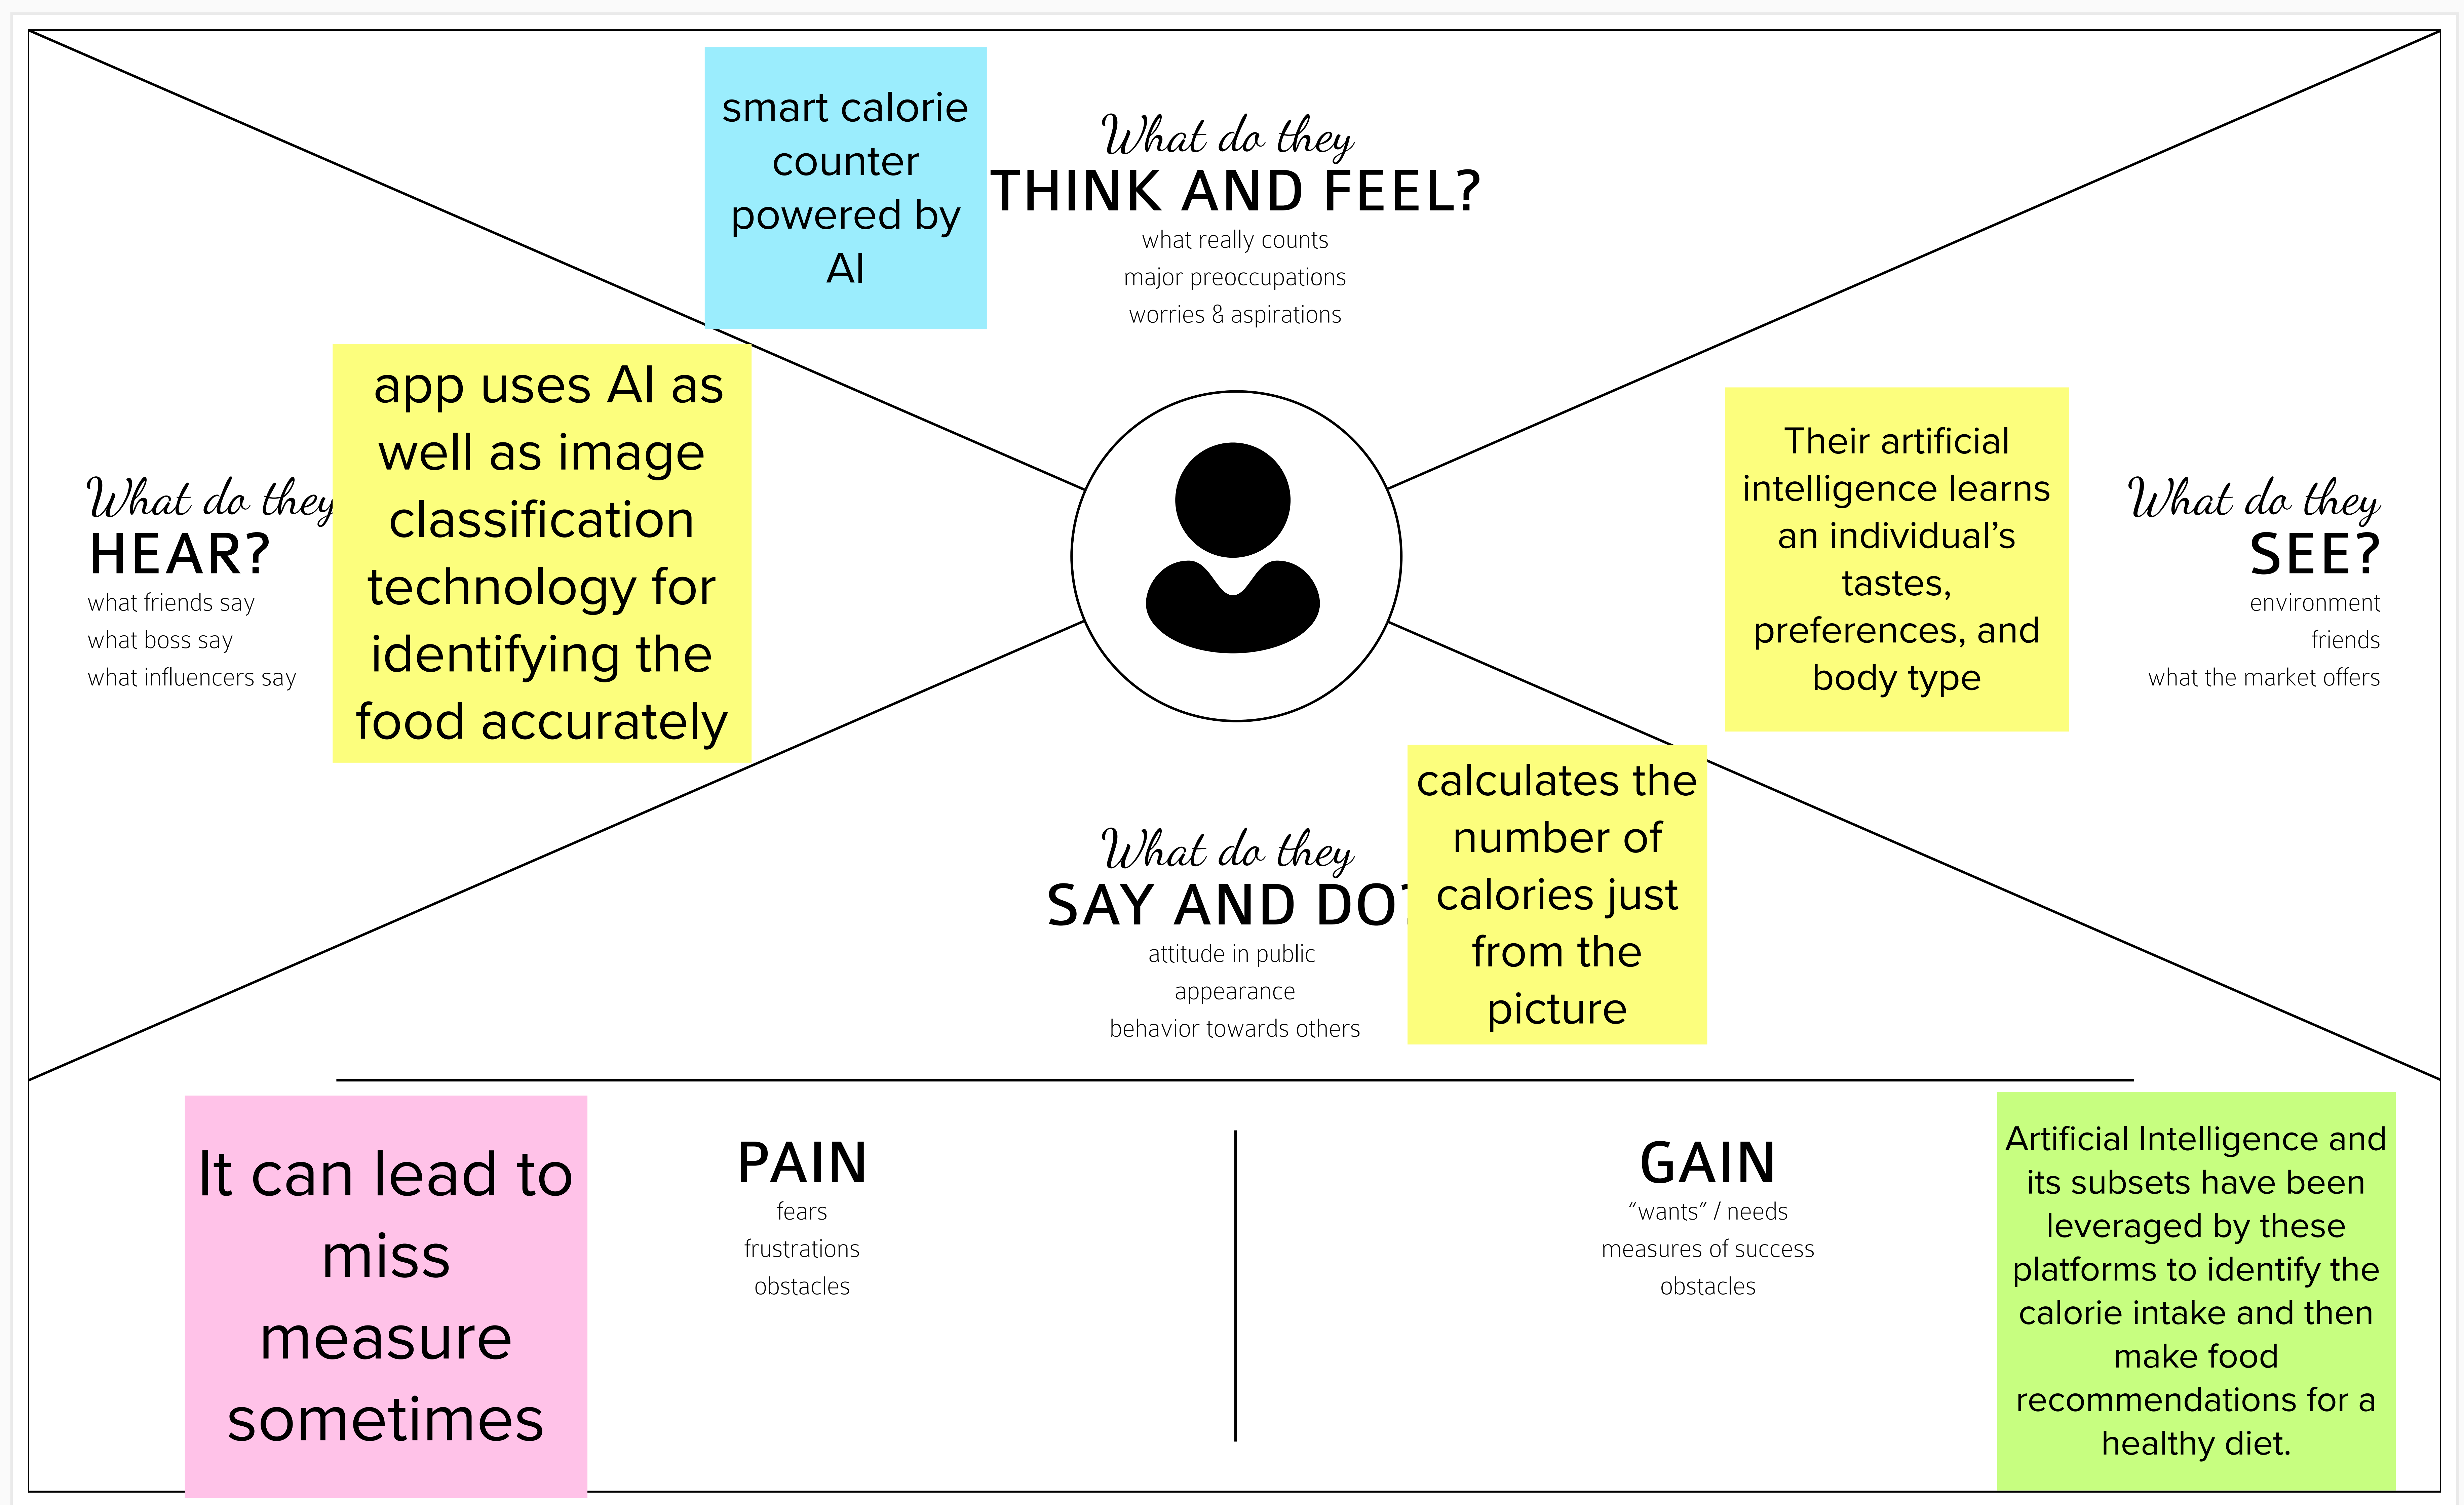 smart calorie
counter
powered by
AI
What do they
THINK AND FEEL?
what really counts
major preoccupations
worries & aspirations
What do they
HEAR?
what friends say
what boss say
what influencers say
app uses AI as
well as image
classification
technology for
identifying the
food accurately
Their artificial
intelligence learns
an individual’s
tastes,
preferences, and
body type
What do they
SEE?
environment
friends
what the market offers
What do they
SAY AND DO?
attitude in public
appearance
behavior towards others
calculates the
number of
calories just
from the
picture
It can lead to
miss
measure
sometimes
PAIN
fears
frustrations
obstacles
GAIN
“wants” / needs
measures of success
obstacles
Artificial Intelligence and
its subsets have been
leveraged by these
platforms to identify the
calorie intake and then
make food
recommendations for a
healthy diet.